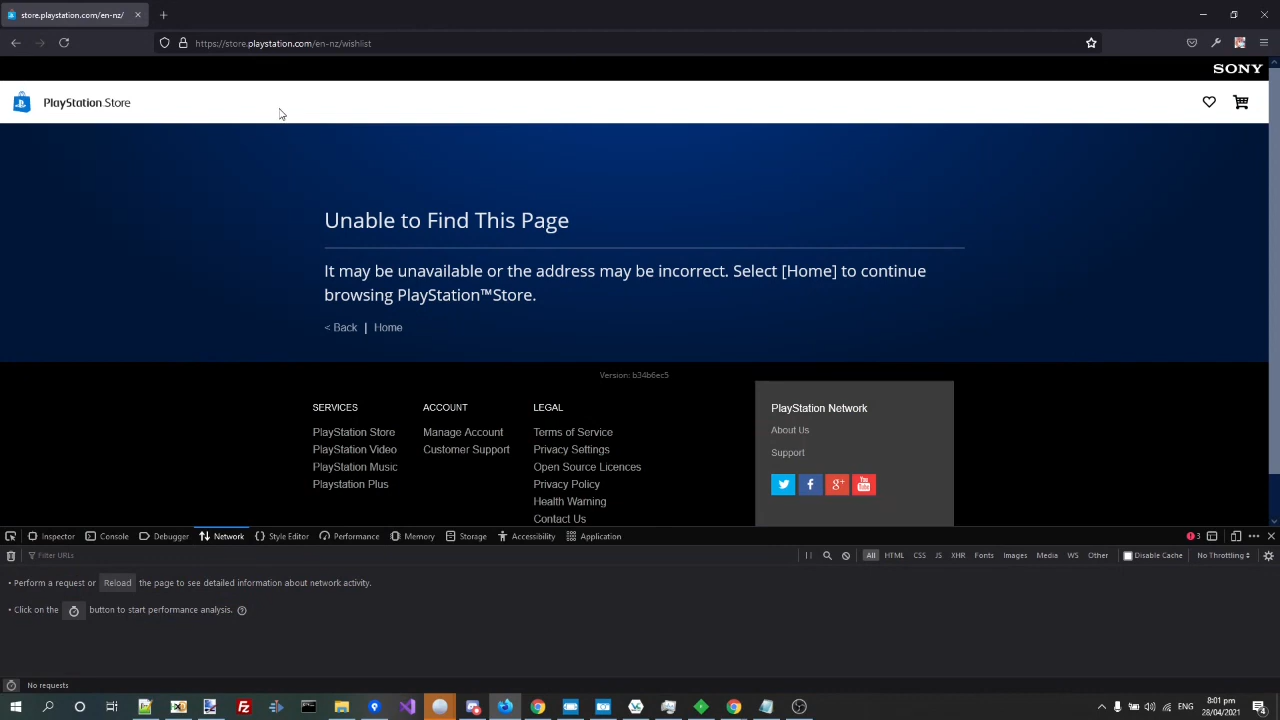 store.playstation.com/en-nz/
https://store.playstation.com/en-nz/wishlist
SONY
PlayStation Store
Unable to Find This Page
It may be unavailable or the address may be incorrect. Select [Home] to continue
browsing PlayStation™Store.
< Back | Home
Version: b34b6ec5
SERVICES
PlayStation Store
PlayStation Video
PlayStation Music
Playstation Plus
ACCOUNT
Manage Account
Customer Support
LEGAL
Terms of Service
Privacy Settings
Open Source Licences
Privacy Policy
Health Warning
Contact Us
PlayStation Network
About Us
Support
You Tube
Inspector Console Debugger Network Style Editor Performance Memory Storage Accessibility Application 3
Filter URLs All HTML CSS JS XHR Fonts Images Media WS Other Disable Cache No Throttling
• Perform a request or Reload the page to see detailed information about network activity.
• Click on the button to start performance analysis. ?
No requests
ENG
8:01 pm
28/04/2021